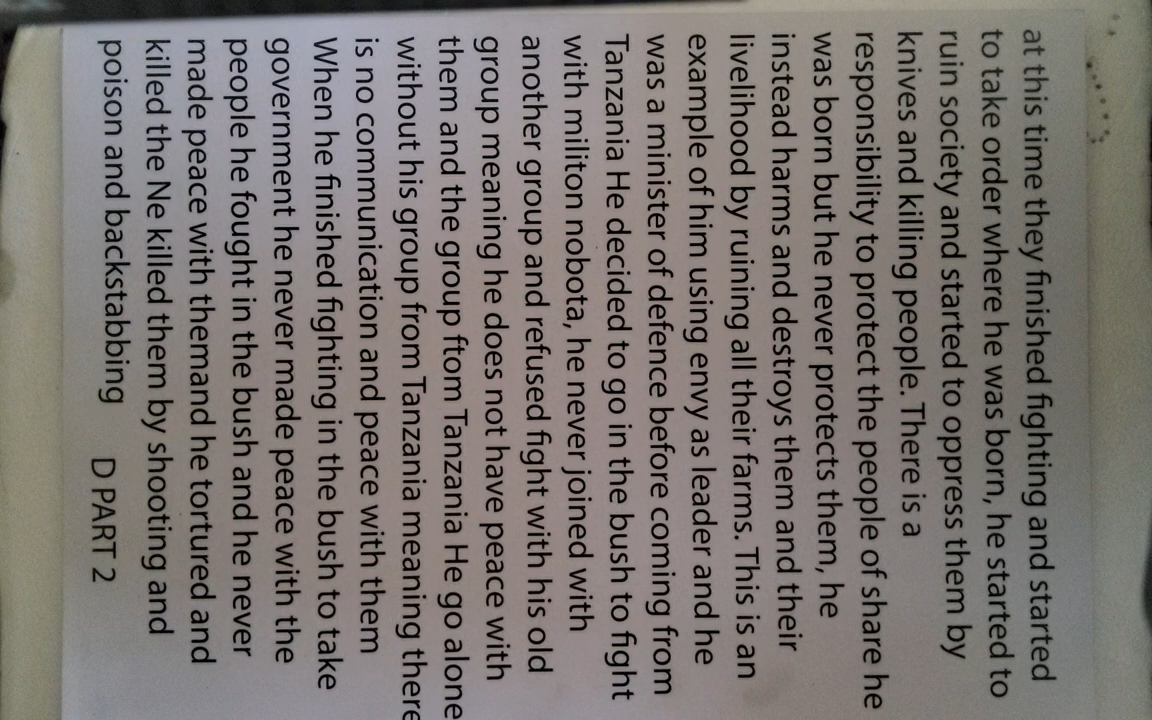 at this time they finished fighting and started
to take order where he was born, he started to
ruin society and started to oppress them by
knives and killing people. There is a
responsibility to protect the people of share he
was born but he never protects them, he
instead harms and destroys them and their
livelihood by ruining all their farms. This is an
example of him using envy as leader and he
was a minister of defence before coming from
Tanzania He decided to go in the bush to fight
with militon nobota, he never joined with
another group and refused fight with his old
group meaning he does not have peace with
them and the group ftom Tanzania He go alone
without his group from Tanzania meaning there
is no communication and peace with them
When he finished fighting in the bush to take
government he never made peace with the
people he fought in the bush and he never
made peace with themand he tortured and
killed the Ne killed them by shooting and
poison and backstabbing D PART 2